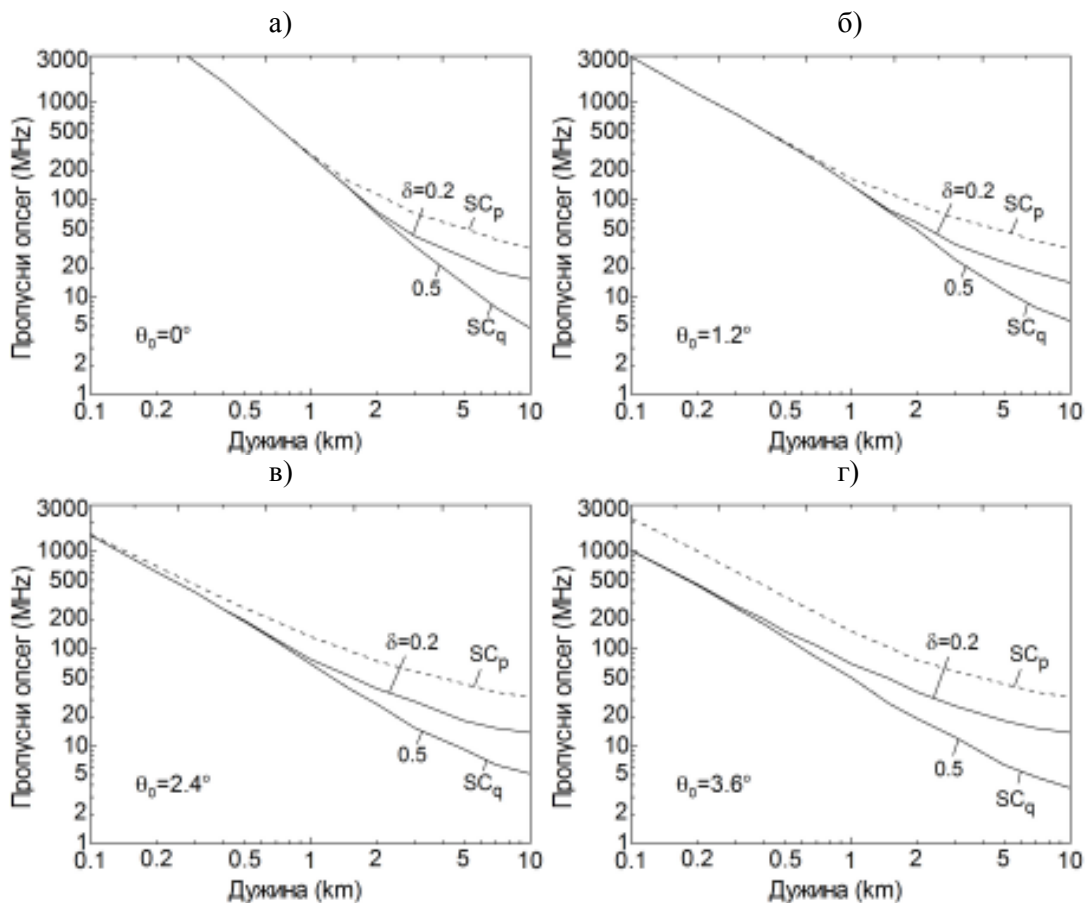 а)
3000
1000
500
200
100
50
20
10
5
2
1
Пропусни опсег (MHz)
δ=0.2
SCp
0.5
SCq
θ0=0°
0.1 0.2 0.5 1 2 5 10
Дужина (km)
б)
3000
1000
500
200
100
50
20
10
5
2
1
Пропусни опсег (MHz)
δ=0.2
SCp
0.5
SCq
θ0=1.2°
0.1 0.2 0.5 1 2 5 10
Дужина (km)
в)
3000
1000
500
200
100
50
20
10
5
2
1
Пропусни опсег (MHz)
δ=0.2
SCp
0.5
SCq
θ0=2.4°
0.1 0.2 0.5 1 2 5 10
Дужина (km)
г)
3000
1000
500
200
100
50
20
10
5
2
1
Пропусни опсег (MHz)
δ=0.2
SCp
0.5
SCq
θ0=3.6°
0.1 0.2 0.5 1 2 5 10
Дужина (km)